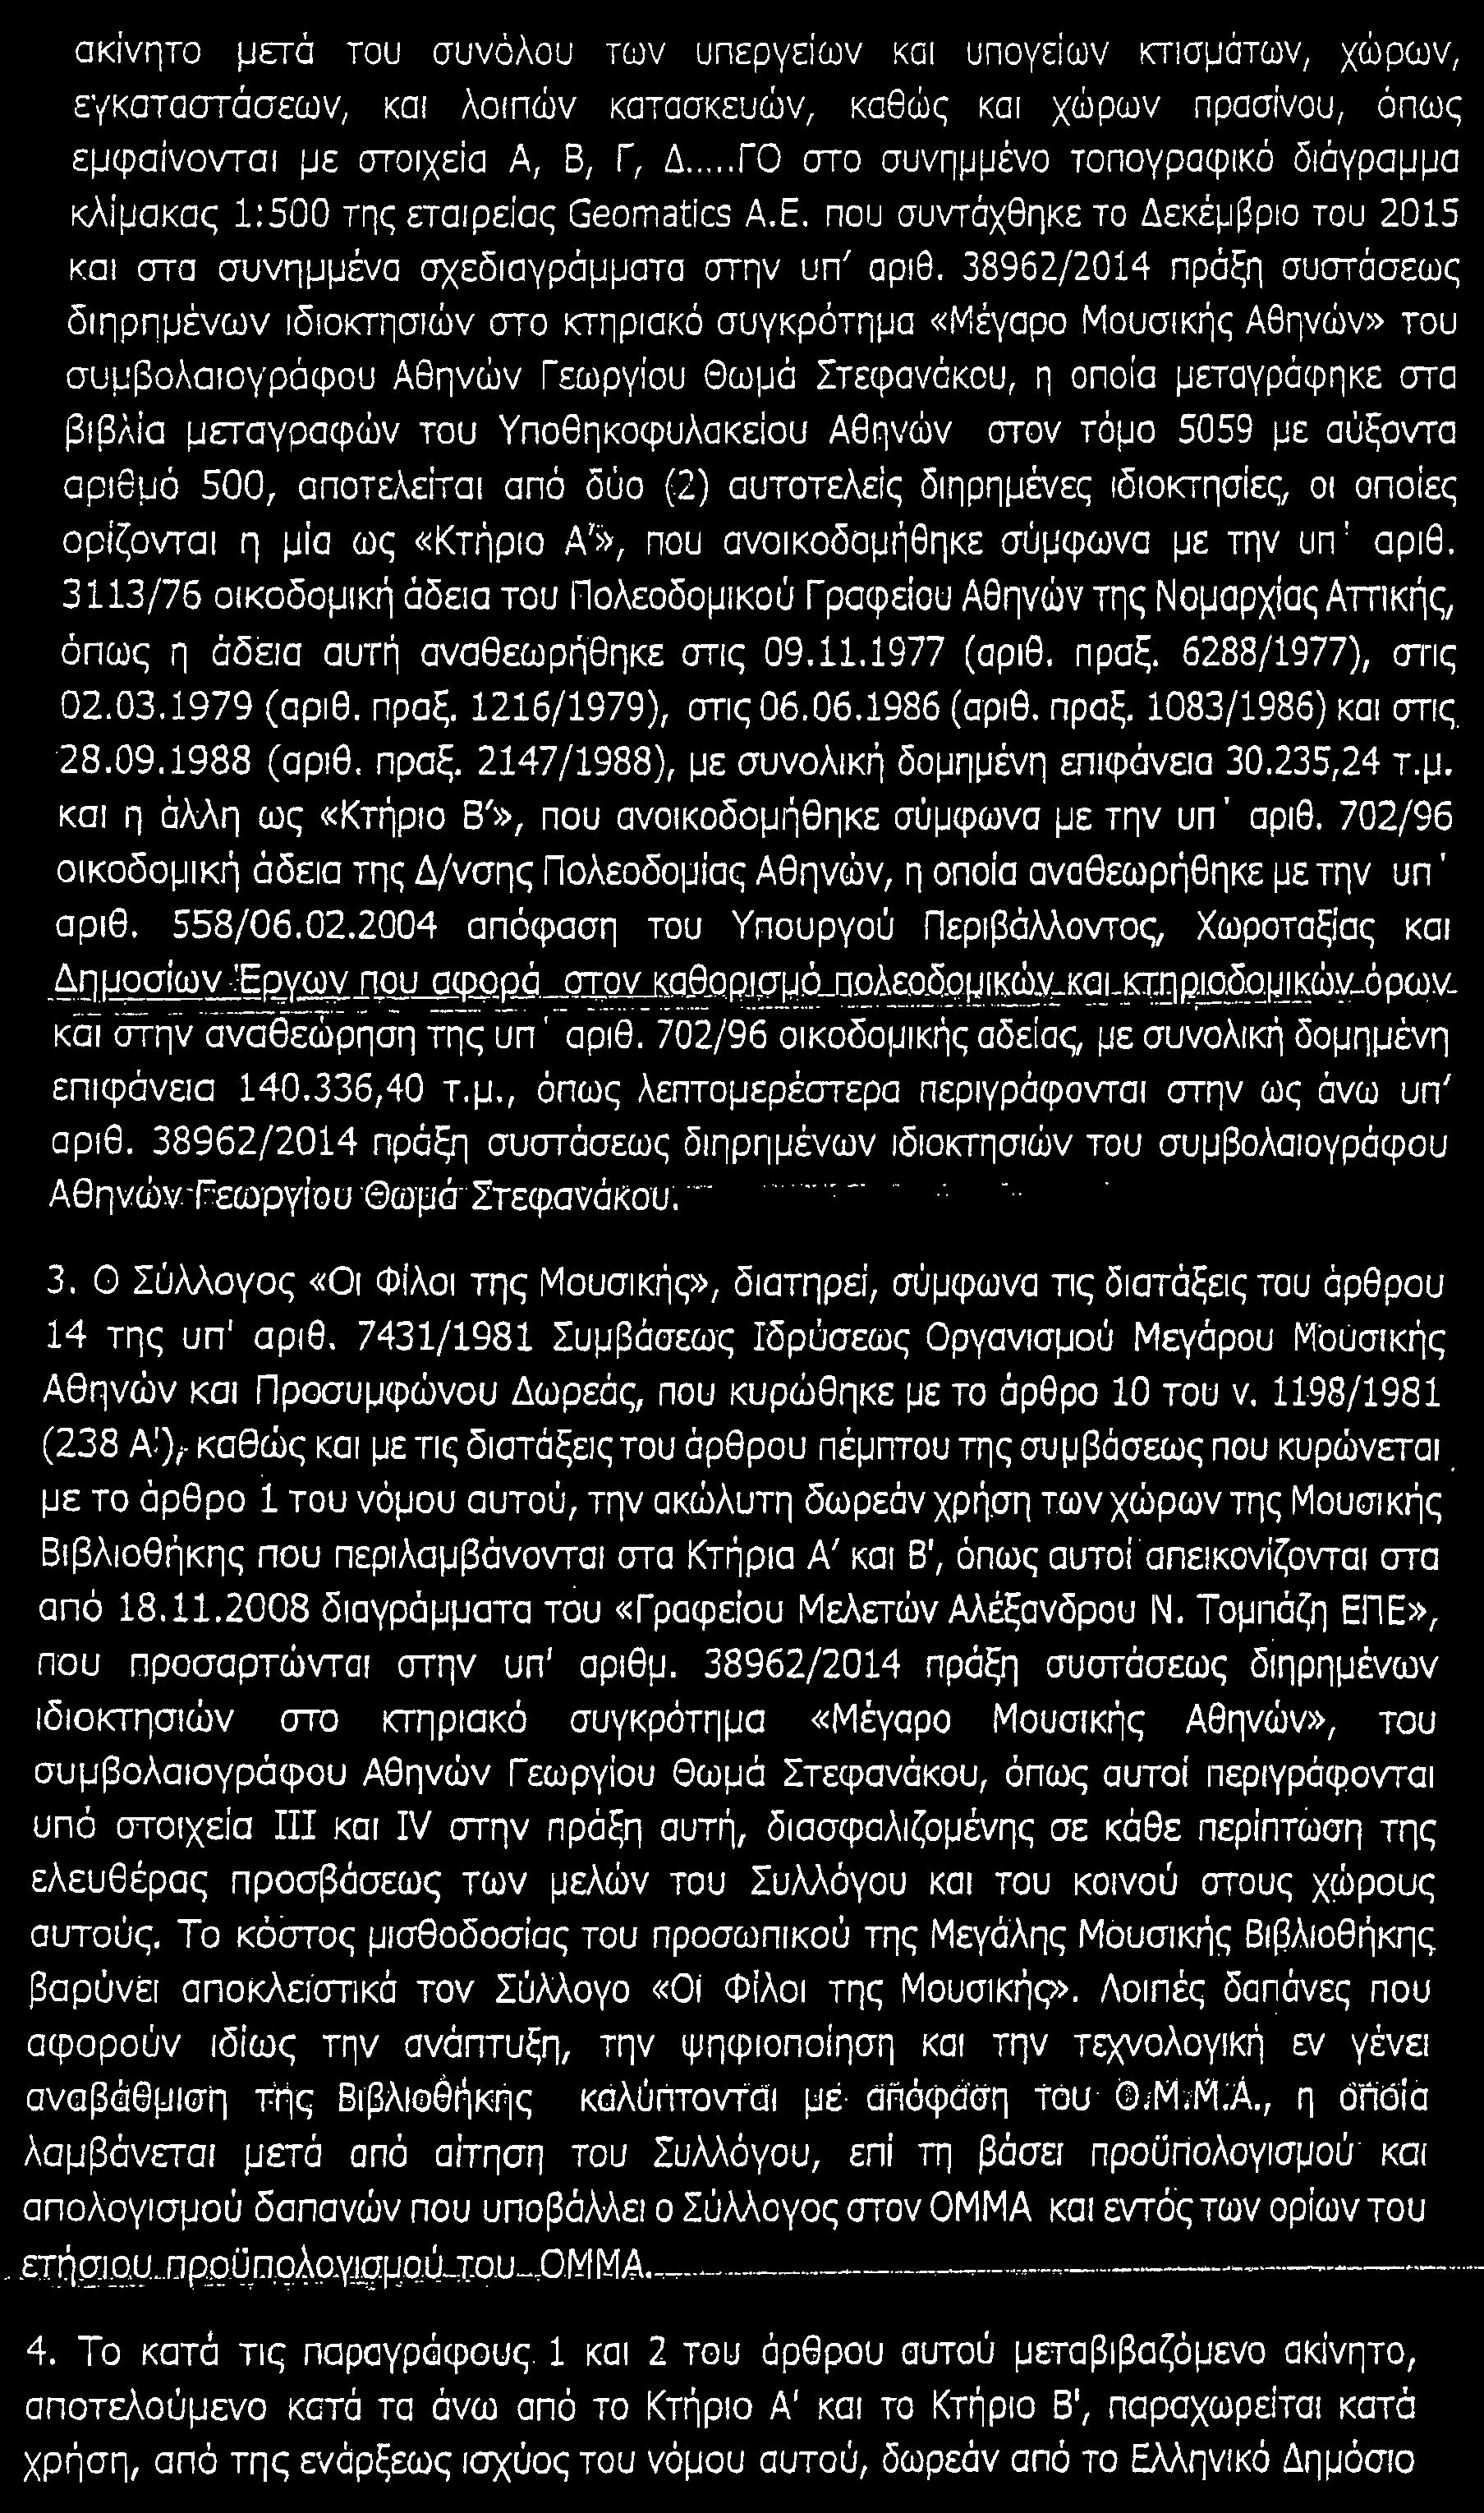 ακίνητο μετά του συνόλου των υπεργείων και υπογείων κτισμάτων, χώρων,
εγκαταστάσεων, και λοιπών κατασκευών, καθώς και χώρων πρασίνου, όπως
εμφαίνονται με στοιχεία Α, Β, Γ, Δ.....ΓΟ στο συνημμένο τοπογραφικό διάγραμμα
κλίμακας 1:500 της εταιρείας Geomatics Α.Ε. που συντάχθηκε το Δεκέμβριο του 2015
και στα συνημμένα σχεδιαγράμματα στην υπ' αριθ. 38962/2014 πράξη συστάσεως
διηρημένων ιδιοκτησιών στο κτηριακό συγκρότημα «Μέγαρο Μουσικής Αθηνών» του
συμβολαιογράφου Αθηνών Γεωργίου Θωμά Στεφανάκου, η οποία μεταγράφηκε στα
βιβλία μεταγραφών του Υποθηκοφυλακείου Αθηνών στον τόμο 5059 με αύξοντα
αριθμό 500, αποτελείται από δύο (2) αυτοτελείς διηρημένες ιδιοκτησίες, οι οποίες
ορίζονται η μία ως «Κτήριο Α'», που ανοικοδομήθηκε σύμφωνα με την υπ' αριθ.
3113/76 οικοδομική άδεια του Πολεοδομικού Γραφείου Αθηνών της Νομαρχίας Αττικής,
όπως η άδεια αυτή αναθεωρήθηκε στις 09.11.1977 (αριθ. πραξ. 6288/1977), στις
02.03.1979 (αριθ. πραξ. 1216/1979), στις 06.06.1986 (αριθ. πραξ. 1083/1986) και στις
28.09.1988 (αριθ. πραξ. 2147/1988), με συνολική δομημένη επιφάνεια 30.235,24 τ.μ.
και η άλλη ως «Κτήριο Β'», που ανοικοδομήθηκε σύμφωνα με την υπ' αριθ. 702/96
οικοδομική άδεια της Δ/νσης Πολεοδομίας Αθηνών, η οποία αναθεωρήθηκε με την υπ'
αριθ. 558/06.02.2004 απόφαση του Υπουργού Περιβάλλοντος, Χωροταξίας και
Δημοσίων Έργων που αφορά στον καθορισμό πολεοδομικών και κτηριοδομικών όρων
και στην αναθεώρηση της υπ' αριθ. 702/96 οικοδομικής αδείας, με συνολική δομημένη
επιφάνεια 140.336,40 τ.μ., όπως λεπτομερέστερα περιγράφονται στην ως άνω υπ'
αριθ. 38962/2014 πράξη συστάσεως διηρημένων ιδιοκτησιών του συμβολαιογράφου
Αθηνών Γεωργίου Θωμά Στεφανάκου.
3. Ο Σύλλογος «Οι Φίλοι της Μουσικής», διατηρεί, σύμφωνα τις διατάξεις του άρθρου
14 της υπ' αριθ. 7431/1981 Συμβάσεως Ιδρύσεως Οργανισμού Μεγάρου Μουσικής
Αθηνών και Προσυμφώνου Δωρεάς, που κυρώθηκε με το άρθρο 10 του ν. 1198/1981
(238 Α'), καθώς και με τις διατάξεις του άρθρου πέμπτου της συμβάσεως που κυρώνεται
με το άρθρο 1 του νόμου αυτού, την ακώλυτη δωρεάν χρήση των χώρων της Μουσικής
Βιβλιοθήκης που περιλαμβάνονται στα Κτήρια Α' και Β', όπως αυτοί απεικονίζονται στα
από 18.11.2008 διαγράμματα του «Γραφείου Μελετών Αλέξανδρου Ν. Τομπάζη ΕΠΕ»,
που προσαρτώνται στην υπ' αριθμ. 38962/2014 πράξη συστάσεως διηρημένων
ιδιοκτησιών στο κτηριακό συγκρότημα «Μέγαρο Μουσικής Αθηνών», του
συμβολαιογράφου Αθηνών Γεωργίου Θωμά Στεφανάκου, όπως αυτοί περιγράφονται
υπό στοιχεία ΙΙΙ και IV στην πράξη αυτή, διασφαλιζομένης σε κάθε περίπτωση της
ελευθέρας προσβάσεως των μελών του Συλλόγου και του κοινού στους χώρους
αυτούς. Το κόστος μισθοδοσίας του προσωπικού της Μεγάλης Μουσικής Βιβλιοθήκης
βαρύνει αποκλειστικά τον Σύλλογο «Οι Φίλοι της Μουσικής». Λοιπές δαπάνες που
αφορούν ιδίως την ανάπτυξη, την ψηφιοποίηση και την τεχνολογική εν γένει
αναβάθμιση της Βιβλιοθήκης καλύπτονται με απόφαση του Ο.Μ.Μ.Α., η οποία
λαμβάνεται μετά από αίτηση του Συλλόγου, επί τη βάσει προϋπολογισμού και
απολογισμού δαπανών που υποβάλλει ο Σύλλογος στον ΟΜΜΑ και εντός των ορίων του
ετήσιου προϋπολογισμού του ΟΜΜΑ.
4. Το κατά τις παραγράφους 1 και 2 του άρθρου αυτού μεταβιβαζόμενο ακίνητο,
αποτελούμενο κατά τα άνω από το Κτήριο Α' και το Κτήριο Β', παραχωρείται κατά
χρήση, από της ενάρξεως ισχύος του νόμου αυτού, δωρεάν από το Ελληνικό Δημόσιο